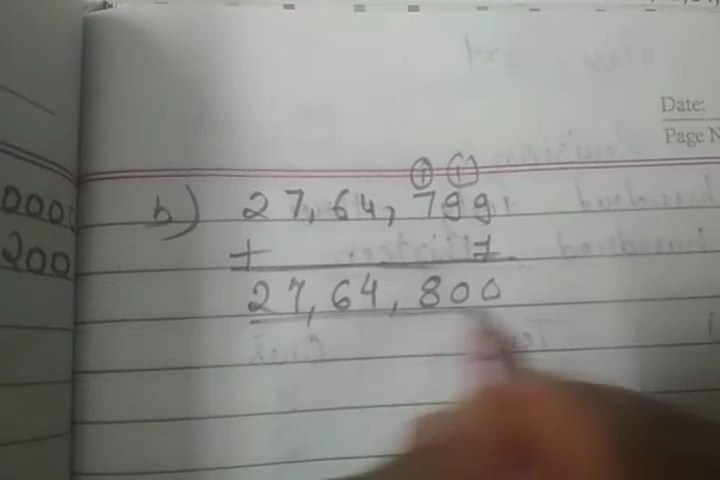 Date:
Page N
1 1
000
b) 27,64,799
200
+ 1
27,64,800